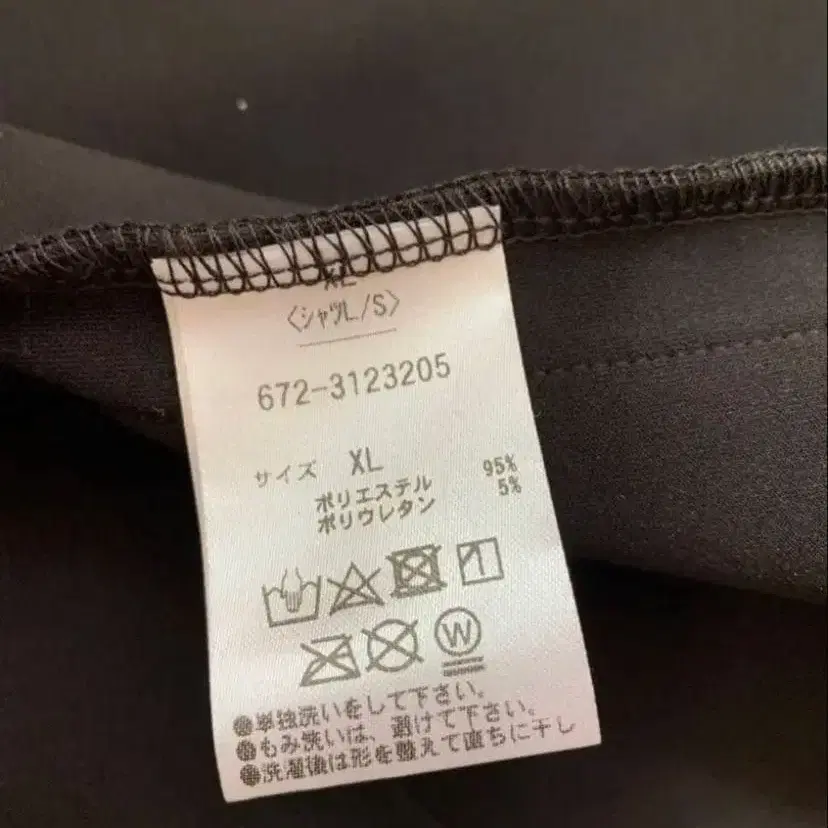 XL
〈シャツL/S〉
672-3123205
サイズ XL
ポリエステル 95%
ポリウレタン 5%
W
●単独洗いをして下さい。
●もみ洗いは、避けて下さい。
●洗濯後は形を整えて直ちに干し